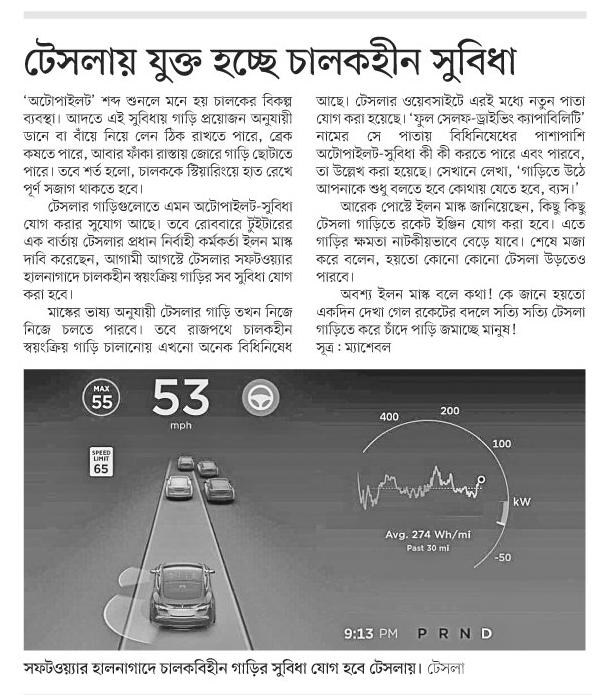 টেসলায় যুক্ত হচ্ছে চালকহীন সুবিধা
‘অটোপাইলট’ শব্দ শুনলে মনে হয় চালকের বিকল্প
ব্যবস্থা। আদতে এই সুবিধায় গাড়ি প্রয়োজন অনুযায়ী
ডানে বা বাঁয়ে নিয়ে লেন ঠিক রাখতে পারে, ব্রেক
কষতে পারে, আবার ফাঁকা রাস্তায় জোরে গাড়ি ছোটাতে
পারে। তবে শর্ত হলো, চালককে স্টিয়ারিংয়ে হাত রেখে
পূর্ণ সজাগ থাকতে হবে।
টেসলার গাড়িগুলোতে এমন অটোপাইলট-সুবিধা
যোগ করার সুযোগ আছে। তবে রোববারে টুইটারের
এক বার্তায় টেসলার প্রধান নির্বাহী কর্মকর্তা ইলন মাস্ক
দাবি করেছেন, আগামী আগস্টে টেসলার সফটওয়্যার
হালনাগাদে চালকহীন স্বয়ংক্রিয় গাড়ির সব সুবিধা যোগ
করা হবে।
মাস্কের ভাষ্য অনুযায়ী টেসলার গাড়ি তখন নিজে
নিজে চলতে পারবে। তবে রাজপথে চালকহীন
স্বয়ংক্রিয় গাড়ি চালানোয় এখনো অনেক বিধিনিষেধ
আছে। টেসলার ওয়েবসাইটে এরই মধ্যে নতুন পাতা
যোগ করা হয়েছে। ‘ফুল সেলফ-ড্রাইভিং ক্যাপাবিলিটি’
নামের সে পাতায় বিধিনিষেধের পাশাপাশি
অটোপাইলট-সুবিধা কী কী করতে পারে এবং পারবে,
তা উল্লেখ করা হয়েছে। সেখানে লেখা, ‘গাড়িতে উঠে
আপনাকে শুধু বলতে হবে কোথায় যেতে হবে, ব্যস।’
আরেক পোস্টে ইলন মাস্ক জানিয়েছেন, কিছু কিছু
টেসলা গাড়িতে রকেট ইঞ্জিন যোগ করা হবে। এতে
গাড়ির ক্ষমতা নাটকীয়ভাবে বেড়ে যাবে। শেষে মজা
করে বলেন, হয়তো কোনো কোনো টেসলা উড়তেও
পারবে।
অবশ্য ইলন মাস্ক বলে কথা! কে জানে হয়তো
একদিন দেখা গেল রকেটের বদলে সত্যি সত্যি টেসলা
গাড়িতে করে চাঁদে পাড়ি জমাচ্ছে মানুষ!
সূত্র : ম্যাশেবল
MAX
55
53
mph
SPEED
LIMIT
65
400
200
100
kW
-50
Avg. 274 Wh/mi
Past 30 mi
9:13 PM P R N D
সফটওয়্যার হালনাগাদে চালকবিহীন গাড়ির সুবিধা যোগ হবে টেসলায়। টেসলা